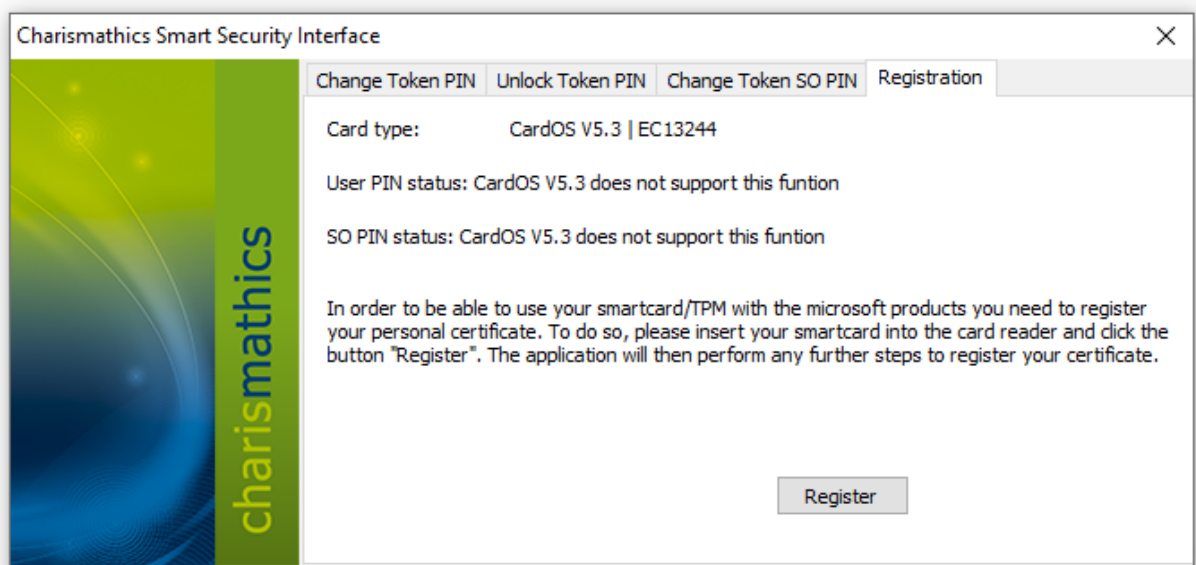 Charismathics Smart Security Interface
Change Token PIN Unlock Token PIN Change Token SO PIN Registration
Card type: CardOS V5.3 | EC13244
User PIN status: CardOS V5.3 does not support this funtion
SO PIN status: CardOS V5.3 does not support this funtion
In order to be able to use your smartcard/TPM with the microsoft products you need to register
your personal certificate. To do so, please insert your smartcard into the card reader and click the
button "Register". The application will then perform any further steps to register your certificate.
Register
charismathics